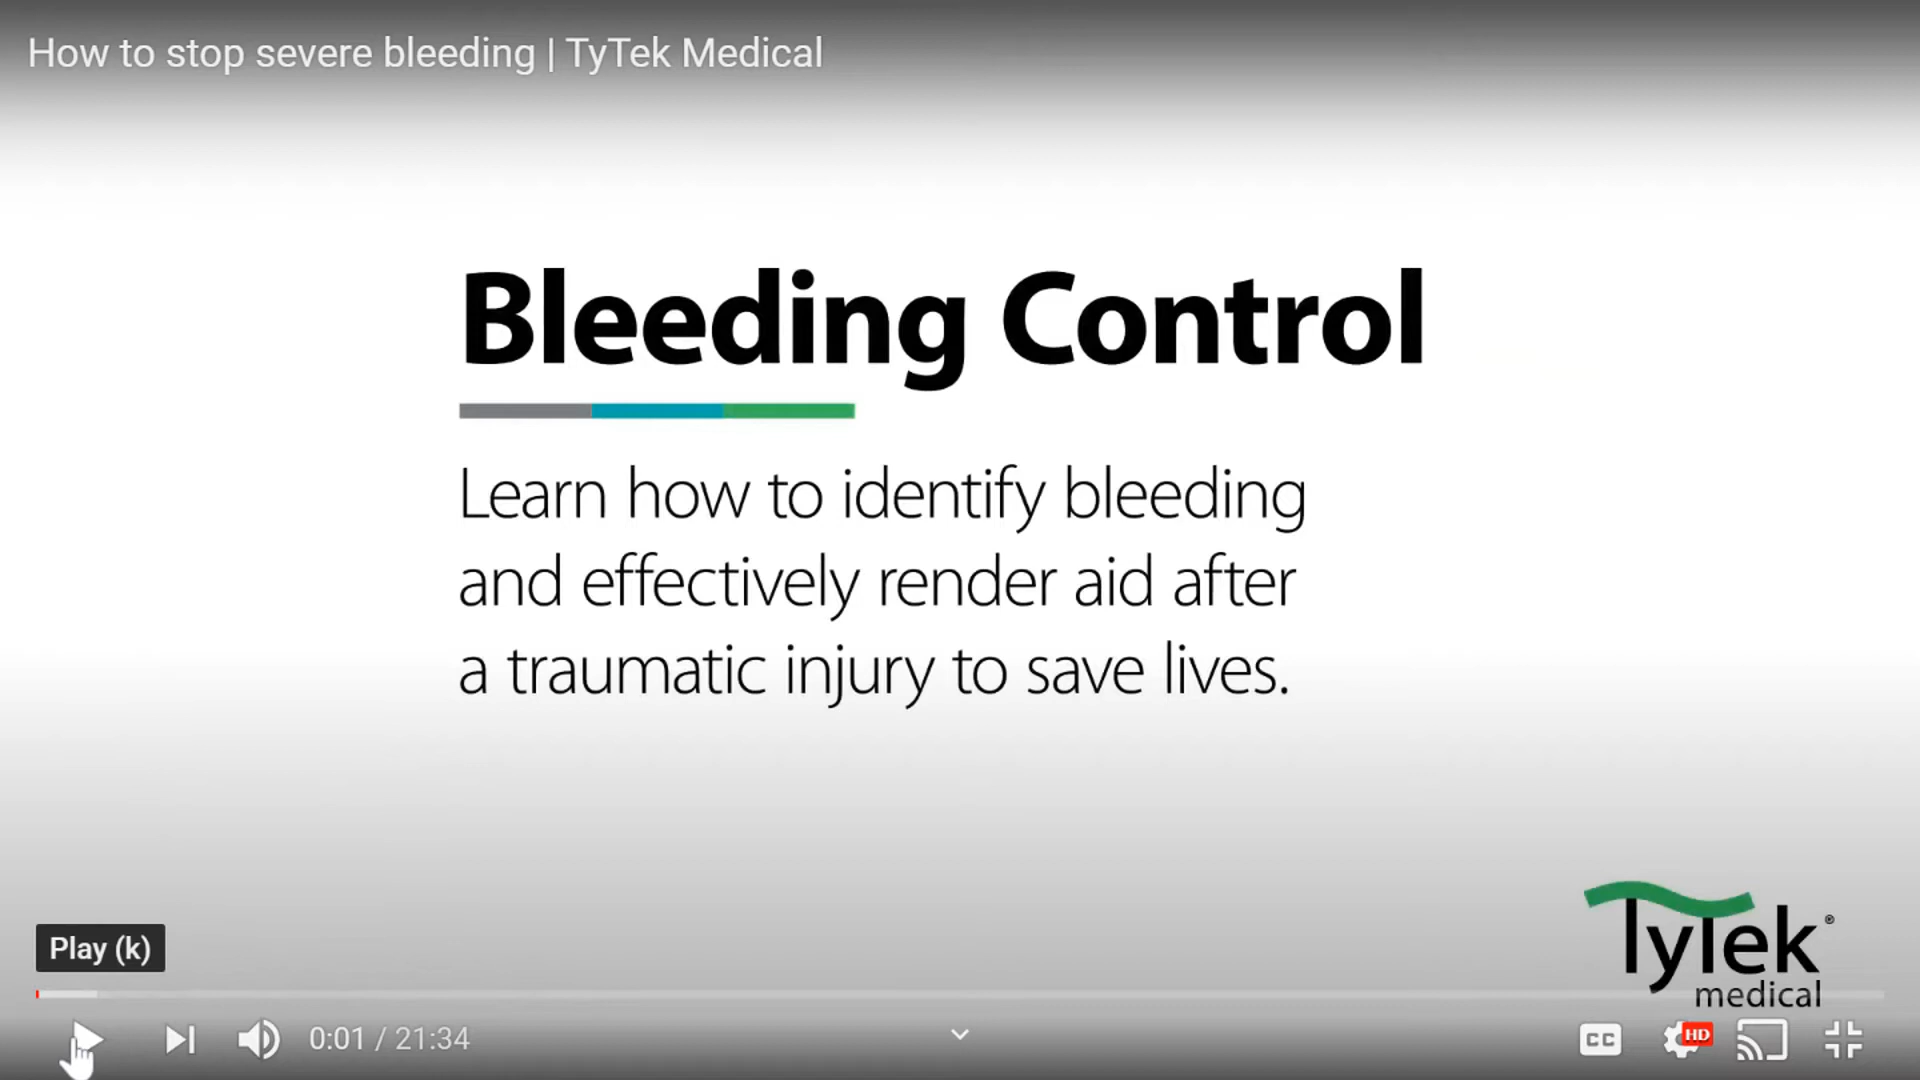 How to stop severe bleeding | TyTek Medical
Bleeding Control
Learn how to identify bleeding
and effectively render aid after
a traumatic injury to save lives.
TyTek®
medical
Play (k)
0:01 / 21:34
CC
HD